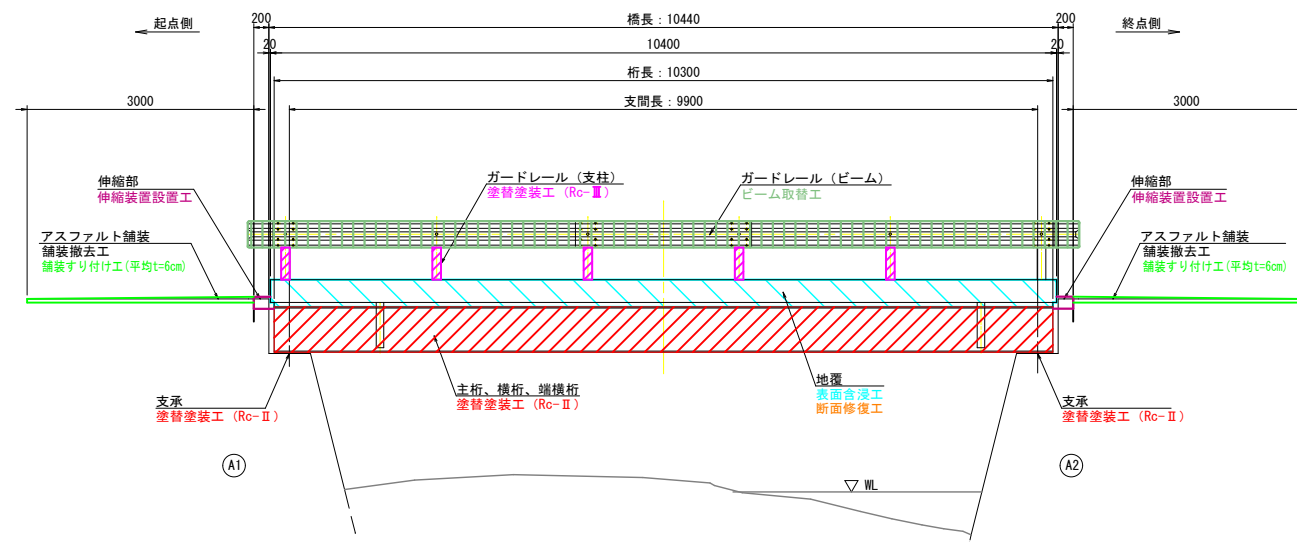 200
橋長：10440
200
起点側
終点側
20
10400
20
桁長：10300
3000
支間長：9900
3000
伸縮部
伸縮装置設置工
ガードレール（支柱）
塗替塗装工（Rc-Ⅲ）
ガードレール（ビーム）
ビーム取替工
伸縮部
伸縮装置設置工
アスファルト舗装
舗装撤去工
舗装すり付け工(平均t=6cm)
アスファルト舗装
舗装撤去工
舗装すり付け工(平均t=6cm)
支承
塗替塗装工（Rc-Ⅱ）
主桁、横桁、端横桁
塗替塗装工（Rc-Ⅱ）
地覆
表面含浸工
断面修復工
支承
塗替塗装工（Rc-Ⅱ）
A1
A2
WL